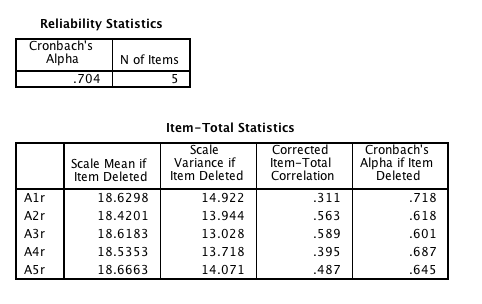 Reliability Statistics
Cronbach's
Alpha N of Items
.704 5
Item-Total Statistics
Scale Mean if Item Deleted Scale Variance if Item Deleted Corrected Item-Total Correlation Cronbach's Alpha if Item Deleted
A1r 18.6298 14.922 .311 .718
A2r 18.4201 13.944 .563 .618
A3r 18.6183 13.028 .589 .601
A4r 18.5353 13.718 .395 .687
A5r 18.6663 14.071 .487 .645